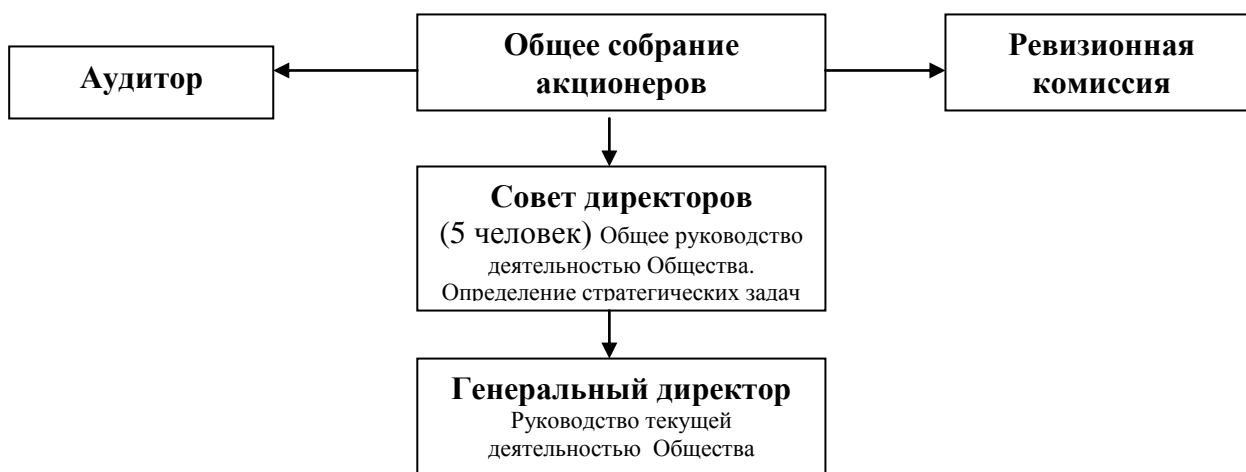 Аудитор
Общее собрание
акционеров
Ревизионная
комиссия
Совет директоров
(5 человек) Общее руководство
деятельностью Общества.
Определение стратегических задач
Генеральный директор
Руководство текущей
деятельностью Общества